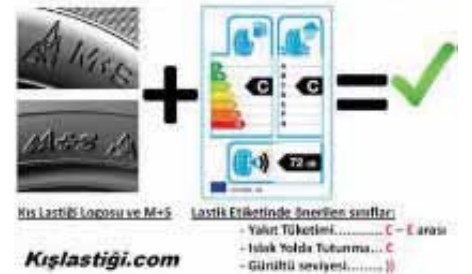 M+S
M+S
C
C
72 dB
Kış Lastiği Logosu ve M+S
Lastik Etiketinde önerilen sınıflar:
- Yakıt Tüketimi............C – E arası
- Islak Yolda Tutunma...C
- Gürültü seviyesi.......))
Kışlastiği.com